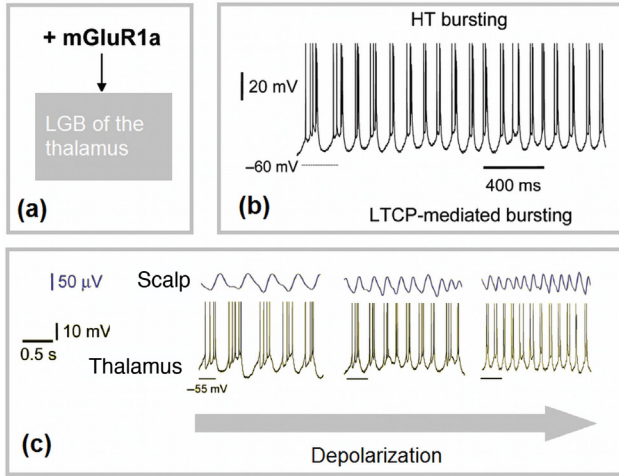 + mGluR1a
LGB of the
thalamus
(a)
HT bursting
20 mV
–60 mV
400 ms
LTCP-mediated bursting
(b)
50 μV
Scalp
10 mV
0.5 s
Thalamus
–55 mV
Depolarization
(c)